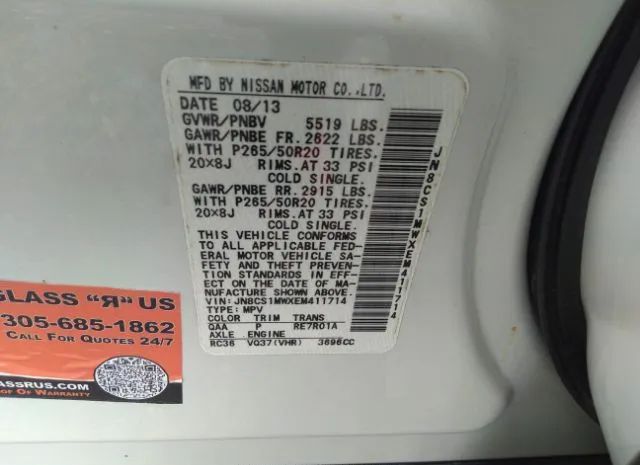 MFD BY NISSAN MOTOR CO.,LTD.
DATE 08/13
GVWR/PNBV 5519 LBS.
GAWR/PNBE FR. 2622 LBS.
WITH P265/50R20 TIRES.
20X8J RIMS.AT 33 PSI
COLD SINGLE.
GAWR/PNBE RR. 2915 LBS.
WITH P265/50R20 TIRES.
20X8J RIMS.AT 33 PSI
COLD SINGLE.
THIS VEHICLE CONFORMS
TO ALL APPLICABLE FED-
ERAL MOTOR VEHICLE SA-
FETY AND THEFT PREVEN-
TION STANDARDS IN EFF-
ECT ON THE DATE OF MA-
NUFACTURE SHOWN ABOVE.
VIN: JN8CS1MWXEM411714
TYPE: MPV
COLOR TRIM TRANS
QAA P RE7R01A
AXLE ENGINE
RC36 VQ37(VHR) 3696CC
JN8CS1MWXEM411714
GLASS "Я" US
305-685-1862
CALL FOR QUOTES 24/7
ASSRUS.COM
OF OF WARRANTY